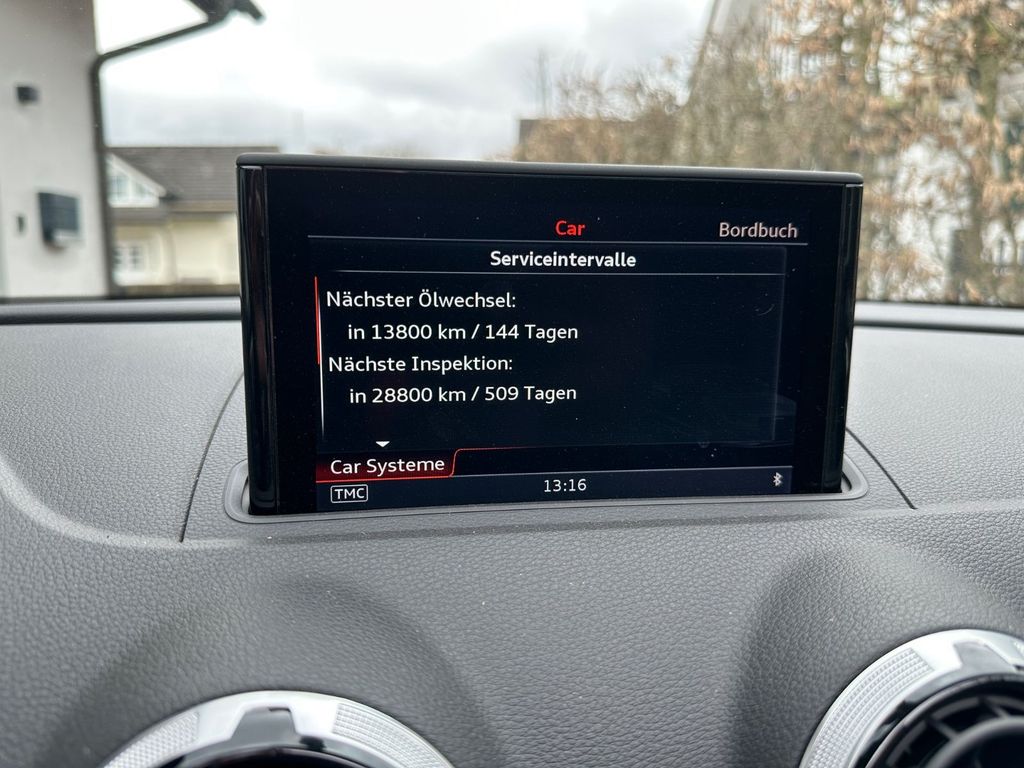 Car
Bordbuch
Serviceintervalle
Nächster Ölwechsel:
in 13800 km / 144 Tagen
Nächste Inspektion:
in 28800 km / 509 Tagen
Car Systeme
TMC
13:16